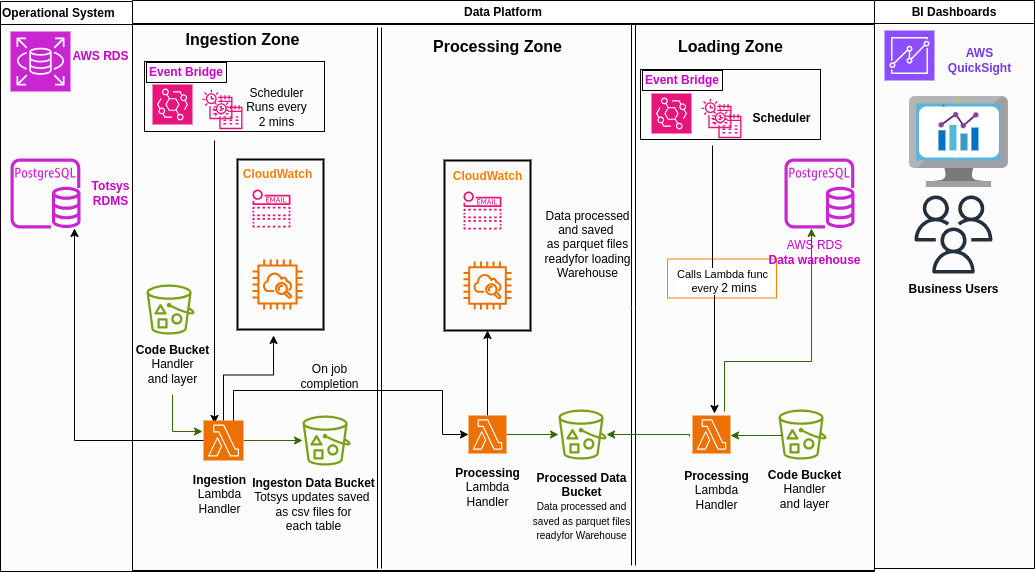 Operational System
Data Platform
BI Dashboards
AWS RDS
PostgreSQL
Totsys
RDMS
Ingestion Zone
Event Bridge
Scheduler
Runs every
2 mins
CloudWatch
EMAIL
Code Bucket
Handler
and layer
On job
completion
Ingestion
Lambda
Handler
Ingeston Data Bucket
Totsys updates saved
as csv files for
each table
Processing Zone
CloudWatch
EMAIL
Data processed
and saved
as parquet files
readyfor loading
Warehouse
Processing
Lambda
Handler
Processed Data
Bucket
Data processed and
saved as parquet files
readyfor Warehouse
Loading Zone
Event Bridge
Scheduler
PostgreSQL
AWS RDS
Data warehouse
Calls Lambda func
every 2 mins
Processing
Lambda
Handler
Code Bucket
Handler
and layer
AWS
QuickSight
Business Users